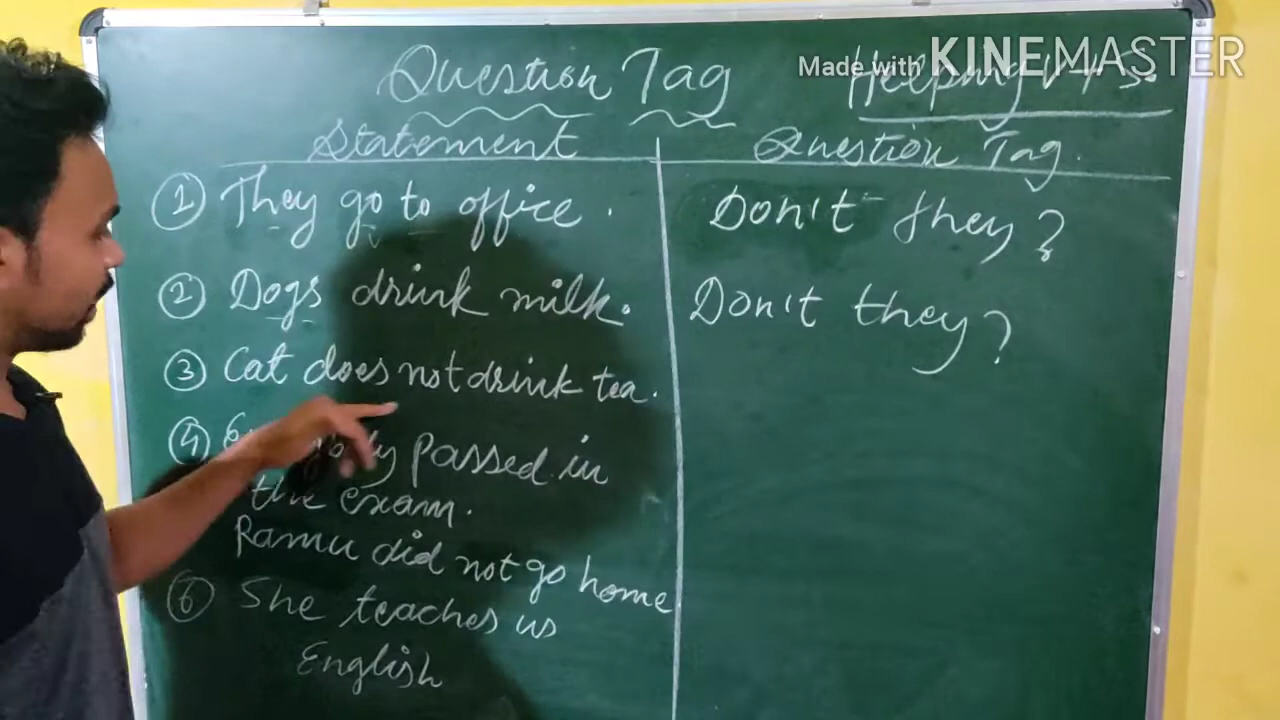 Question Tag
Helping V + S.
Made with KINEMASTER
Statement
Question Tag.
① They go to office.
Don't they?
② Dogs drink milk.
Don't they?
③ Cat does not drink tea.
④ passed in
the exam.
Ramu did not go home
⑥ She teaches us
English